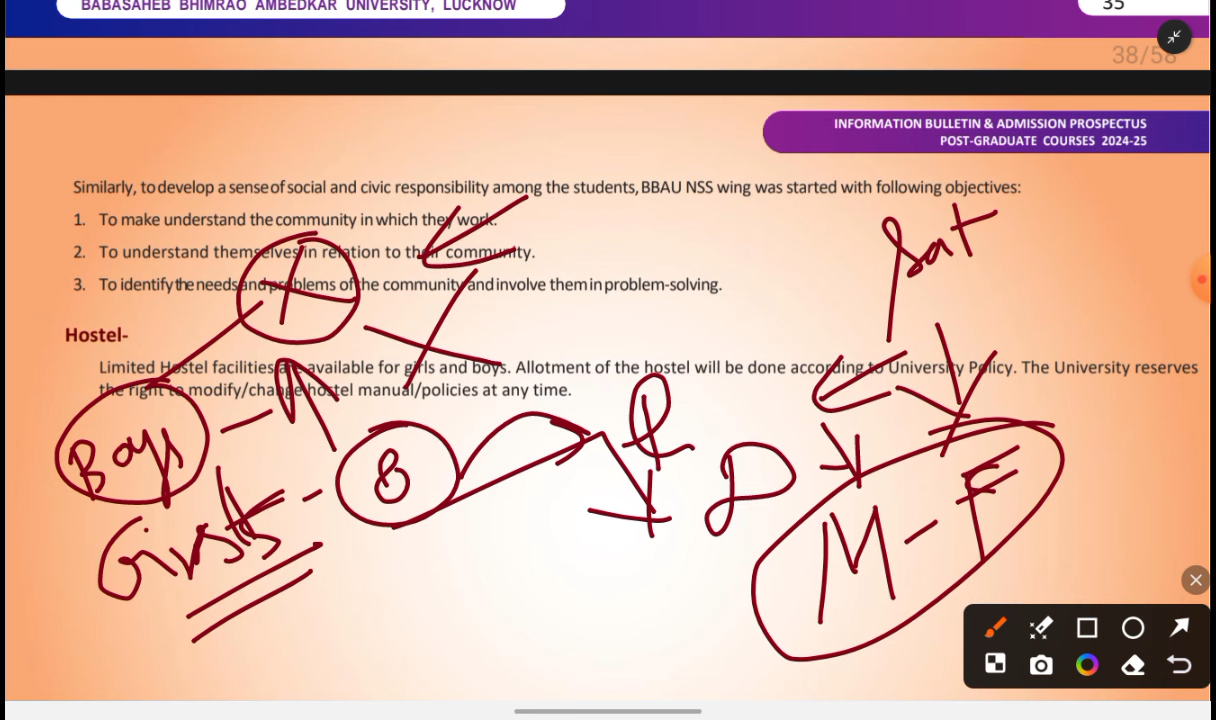 BABASAHEB BHIMRAO AMBEDKAR UNIVERSITY, LUCKNOW
35
38/58
INFORMATION BULLETIN & ADMISSION PROSPECTUS
POST-GRADUATE COURSES 2024-25
Similarly, to develop a sense of social and civic responsibility among the students, BBAU NSS wing was started with following objectives:
1. To make understand the community in which they work.
2. To understand themselves in relation to their community.
3. To identify the needs and problems of the community and involve them in problem-solving.
Sat
Hostel-
Limited Hostel facilities are available for girls and boys. Allotment of the hostel will be done according to University Policy. The University reserves
the right to modify/change hostel manual/policies at any time.
Boys
8
M - F